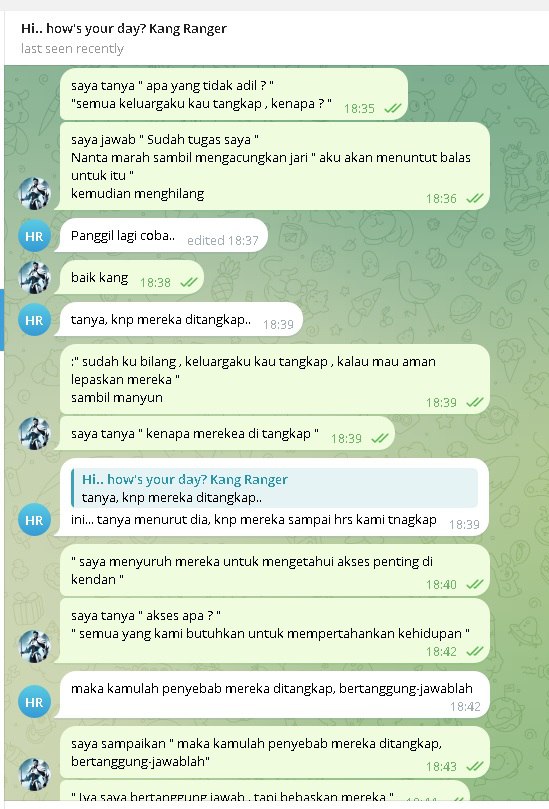 Hi.. how's your day? Kang Ranger
last seen recently
saya tanya " apa yang tidak adil ? "
"semua keluargaku kau tangkap , kenapa ? "
18:35
saya jawab " Sudah tugas saya "
Nanta marah sambil mengacungkan jari " aku akan menuntut balas
untuk itu "
kemudian menghilang
18:36
HR
Panggil lagi coba..
edited 18:37
baik kang
18:38
HR
tanya, knp mereka ditangkap..
18:39
:" sudah ku bilang , keluargaku kau tangkap , kalau mau aman
lepaskan mereka "
sambil manyun
18:39
saya tanya " kenapa merekea di tangkap "
18:39
Hi.. how's your day? Kang Ranger
tanya, knp mereka ditangkap..
HR
ini... tanya menurut dia, knp mereka sampai hrs kami tnagkap
18:39
" saya menyuruh mereka untuk mengetahui akses penting di
kendan "
18:40
saya tanya " akses apa ? "
" semua yang kami butuhkan untuk mempertahankan kehidupan "
18:42
HR
maka kamulah penyebab mereka ditangkap, bertanggung-jawablah
18:42
saya sampaikan " maka kamulah penyebab mereka ditangkap,
bertanggung-jawablah"
18:43
" Iya saya bertanggung jawab , tapi bebaskan mereka "
18:44